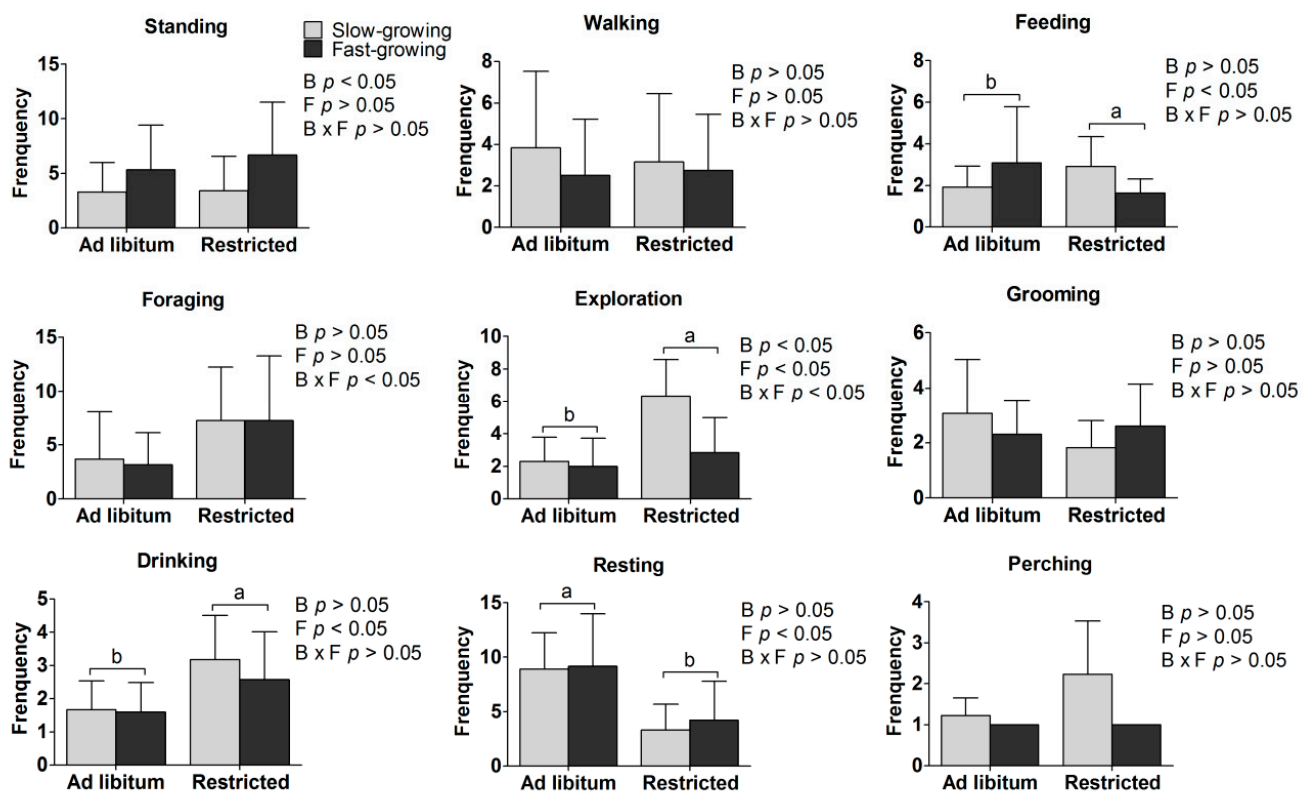 Standing
Slow-growing
Fast-growing
B p < 0.05
F p > 0.05
B x F p > 0.05
Frenquency
15
10
5
0
Ad libitum
Restricted
Walking
B p > 0.05
F p > 0.05
B x F p > 0.05
Frenquency
8
6
4
2
0
Ad libitum
Restricted
Feeding
B p > 0.05
F p < 0.05
B x F p > 0.05
Frenquency
8
6
4
2
0
b
a
Ad libitum
Restricted
Foraging
B p > 0.05
F p > 0.05
B x F p < 0.05
Frenquency
15
10
5
0
Ad libitum
Restricted
Exploration
B p < 0.05
F p < 0.05
B x F p < 0.05
Frenquency
10
8
6
4
2
0
b
a
Ad libitum
Restricted
Grooming
B p > 0.05
F p > 0.05
B x F p > 0.05
Frenquency
6
4
2
0
Ad libitum
Restricted
Drinking
B p > 0.05
F p < 0.05
B x F p > 0.05
Frenquency
5
4
3
2
1
0
b
a
Ad libitum
Restricted
Resting
B p > 0.05
F p < 0.05
B x F p > 0.05
Frenquency
15
10
5
0
a
b
Ad libitum
Restricted
Perching
B p > 0.05
F p > 0.05
B x F p > 0.05
Frenquency
4
3
2
1
0
Ad libitum
Restricted